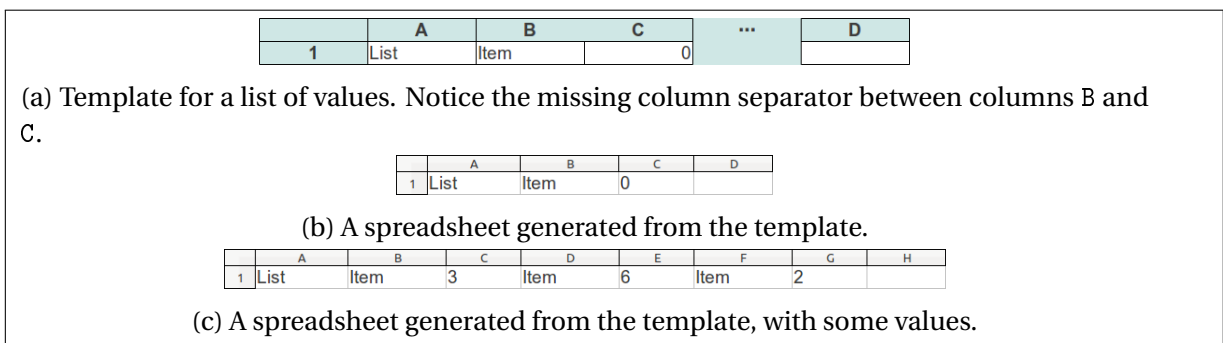 A B C ... D
1 List Item 0
(a) Template for a list of values. Notice the missing column separator between columns B and
C.
A B C D
1 List Item 0
(b) A spreadsheet generated from the template.
A B C D E F G H
1 List Item 3 Item 6 Item 2
(c) A spreadsheet generated from the template, with some values.